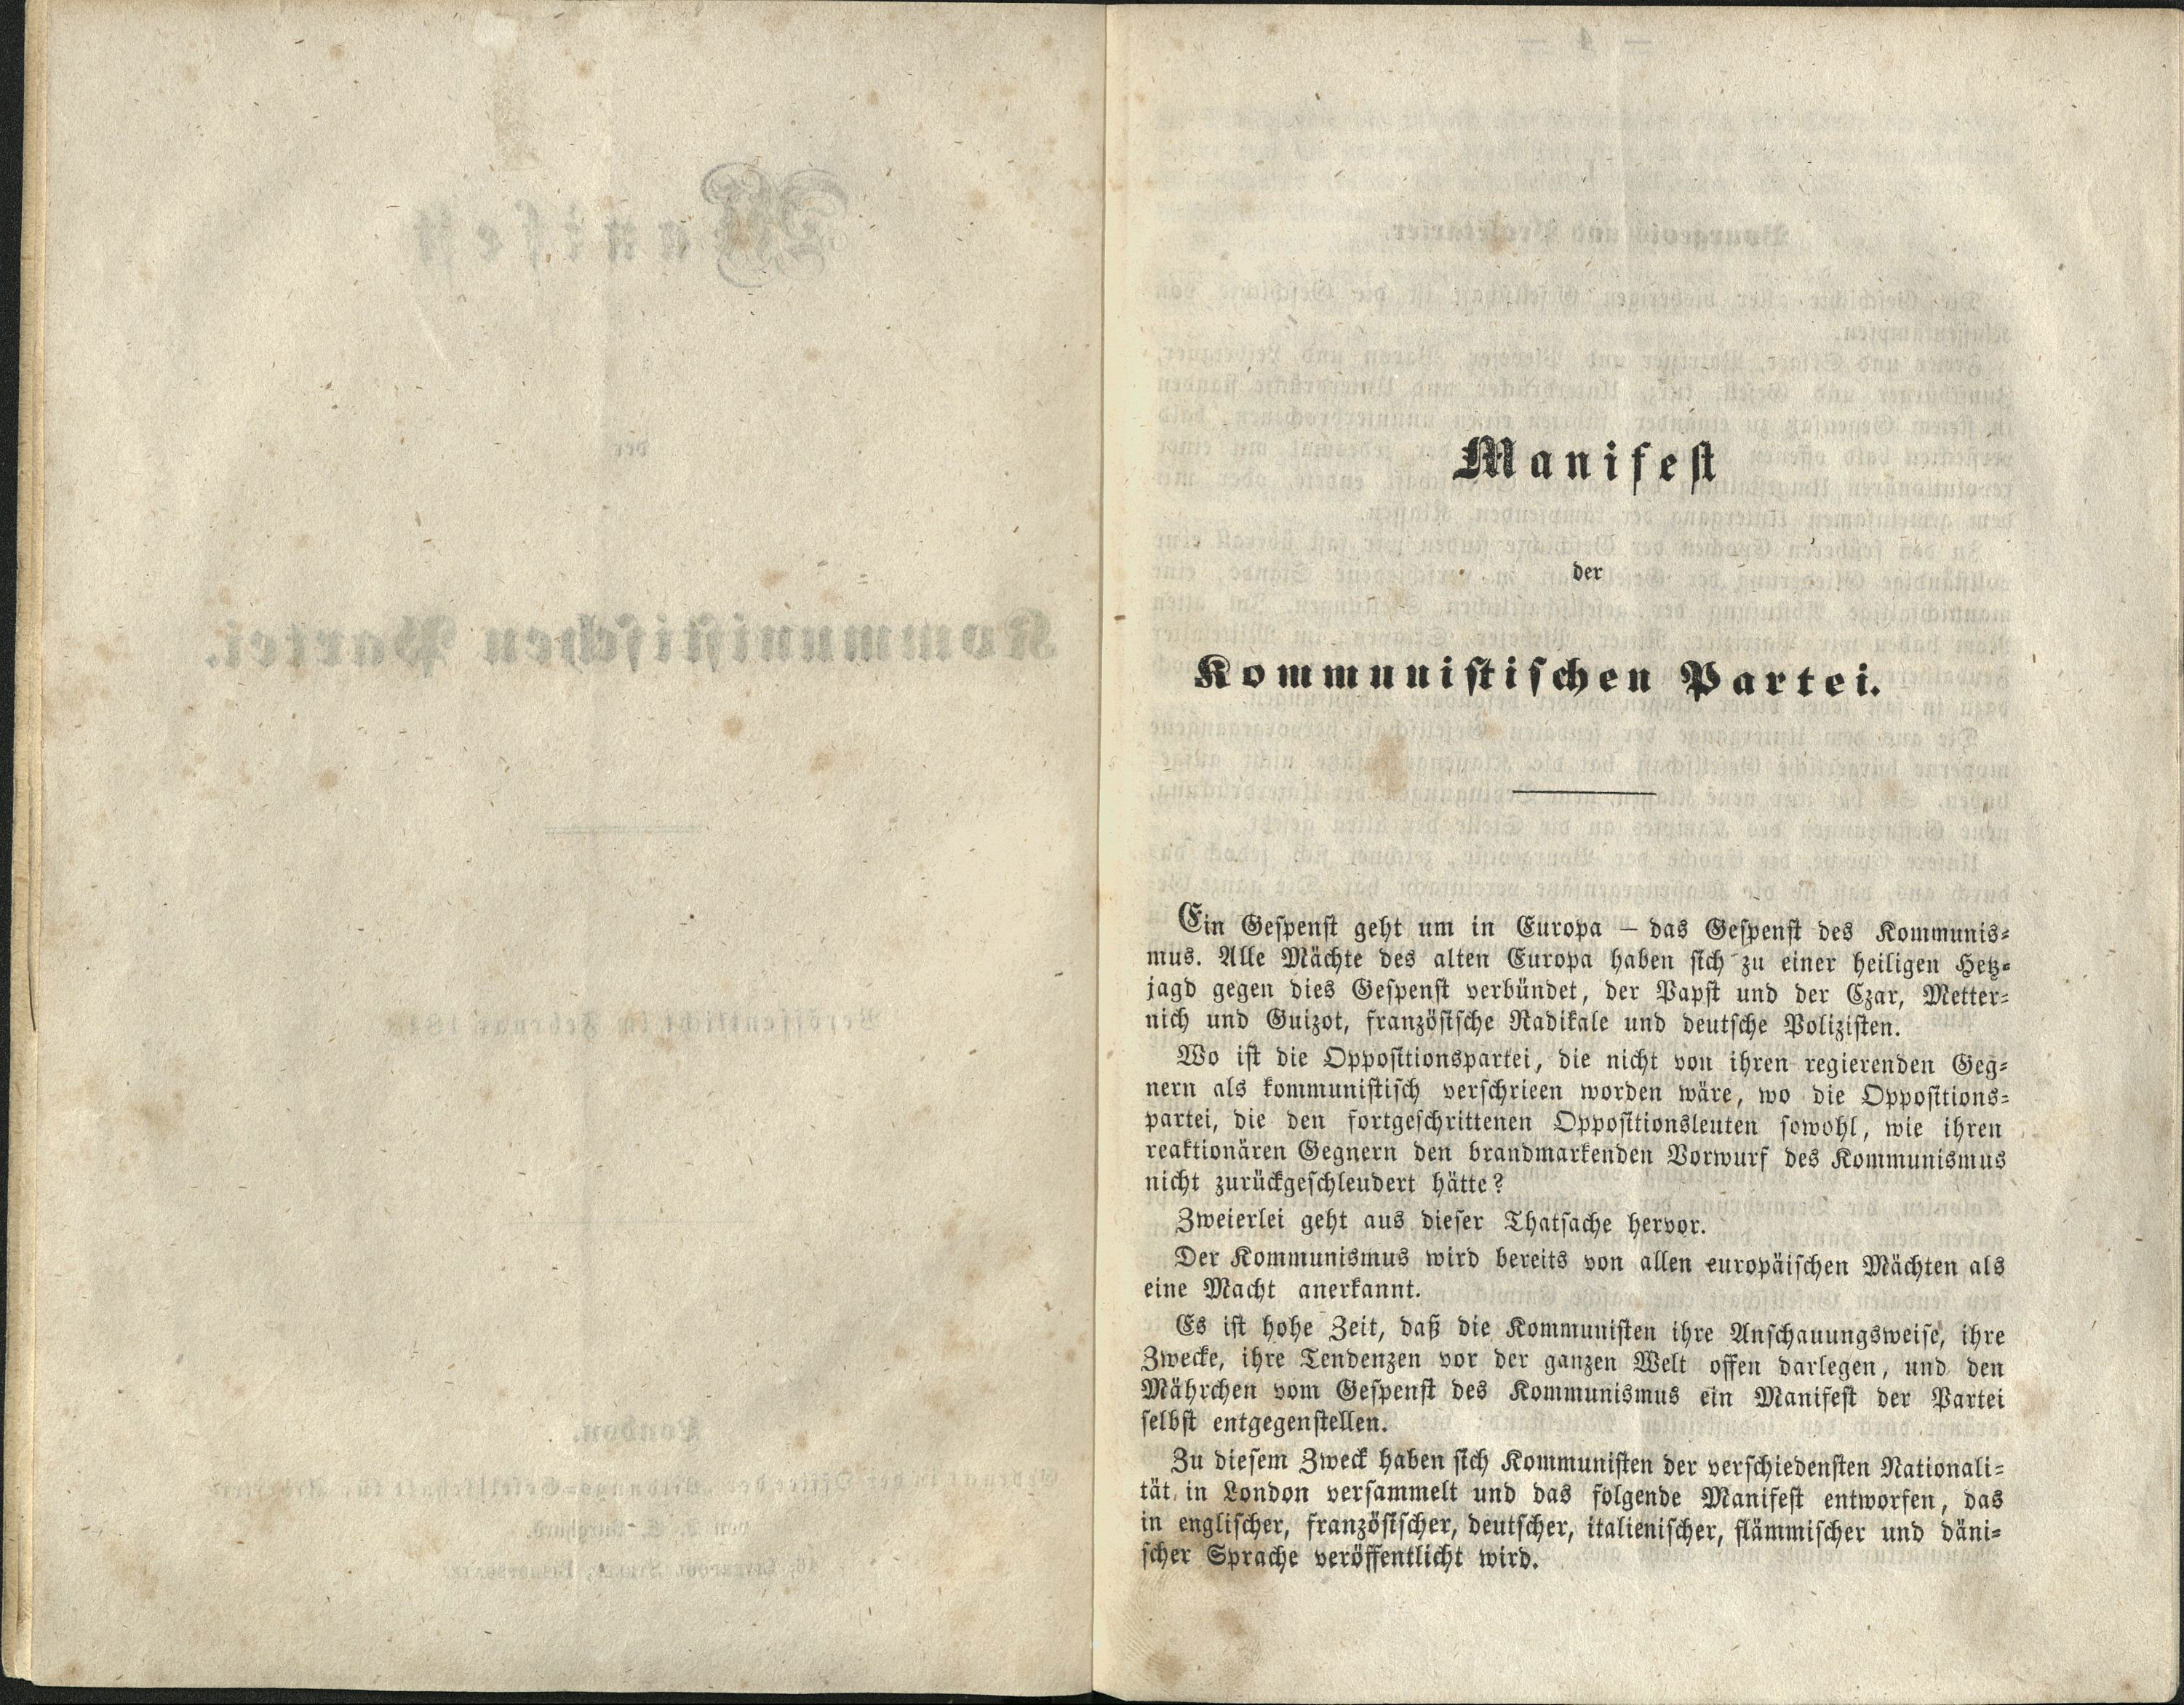 Manifest
der
Kommunistischen Partei.
Ein Gespenst geht um in Europa — das Gespenst des Kommunis-
mus. Alle Mächte des alten Europa haben sich zu einer heiligen Hetz-
jagd gegen dies Gespenst verbündet, der Papst und der Czar, Metter-
nich und Guizot, französische Radikale und deutsche Polizisten.
Wo ist die Oppositionspartei, die nicht von ihren regierenden Geg-
nern als kommunistisch verschrieen worden wäre, wo die Oppositions-
partei, die den fortgeschrittenen Oppositionsleuten sowohl, wie ihren
reaktionären Gegnern den brandmarkenden Vorwurf des Kommunismus
nicht zurückgeschleudert hätte?
Zweierlei geht aus dieser Thatsache hervor.
Der Kommunismus wird bereits von allen europäischen Mächten als
eine Macht anerkannt.
Es ist hohe Zeit, daß die Kommunisten ihre Anschauungsweise, ihre
Zwecke, ihre Tendenzen vor der ganzen Welt offen darlegen, und den
Mährchen vom Gespenst des Kommunismus ein Manifest der Partei
selbst entgegenstellen.
Zu diesem Zweck haben sich Kommunisten der verschiedensten Nationali-
tät in London versammelt und das folgende Manifest entworfen, das
in englischer, französischer, deutscher, italienischer, flämmischer und däni-
scher Sprache veröffentlicht wird.